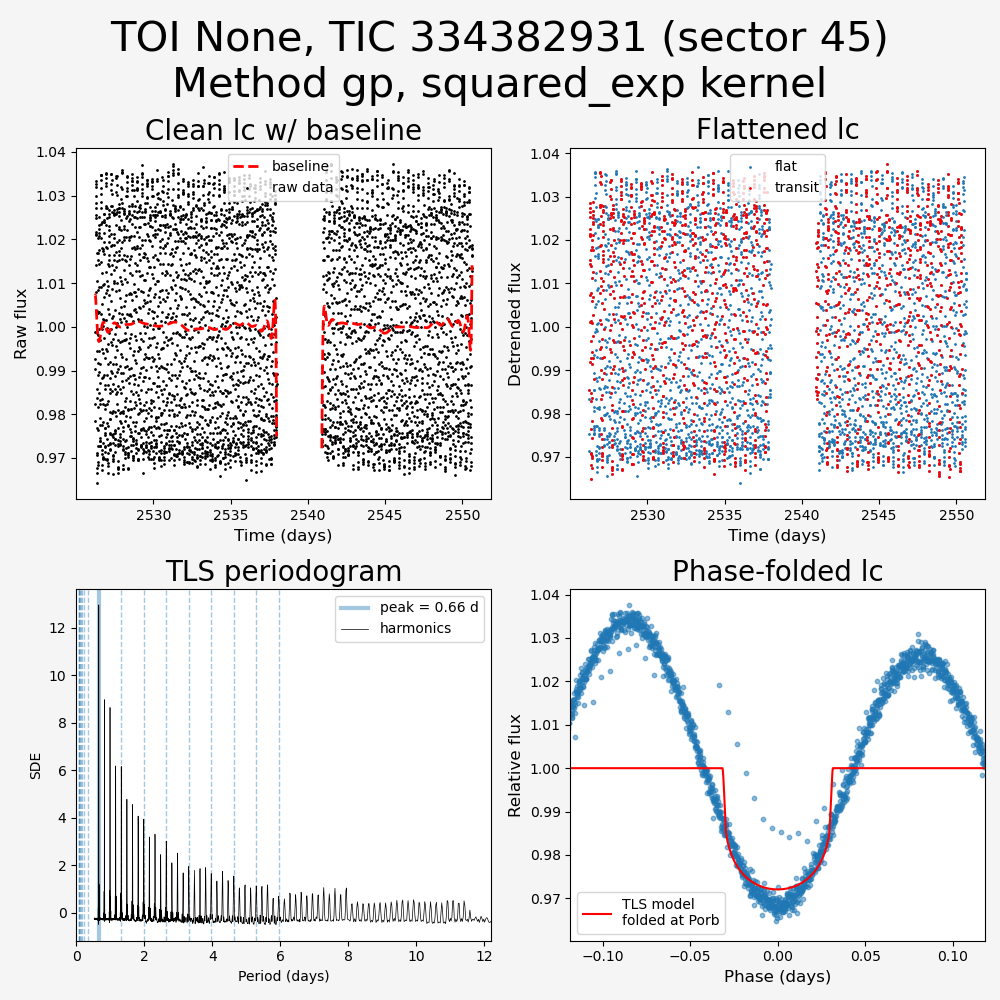 TOI None, TIC 334382931 (sector 45)
Method gp, squared_exp kernel
Clean lc w/ baseline
Flattened lc
1.04
1.03
1.02
1.01
1.00
0.99
0.98
0.97
Raw flux
baseline
raw data
2530
2535
2540
2545
2550
Time (days)
1.04
1.03
1.02
1.01
1.00
0.99
0.98
0.97
Detrended flux
flat
transit
2530
2535
2540
2545
2550
Time (days)
TLS periodogram
Phase-folded lc
12
10
8
6
4
2
0
SDE
peak = 0.66 d
harmonics
0
2
4
6
8
10
12
Period (days)
1.04
1.03
1.02
1.01
1.00
0.99
0.98
0.97
Relative flux
TLS model
folded at Porb
−0.10
−0.05
0.00
0.05
0.10
Phase (days)